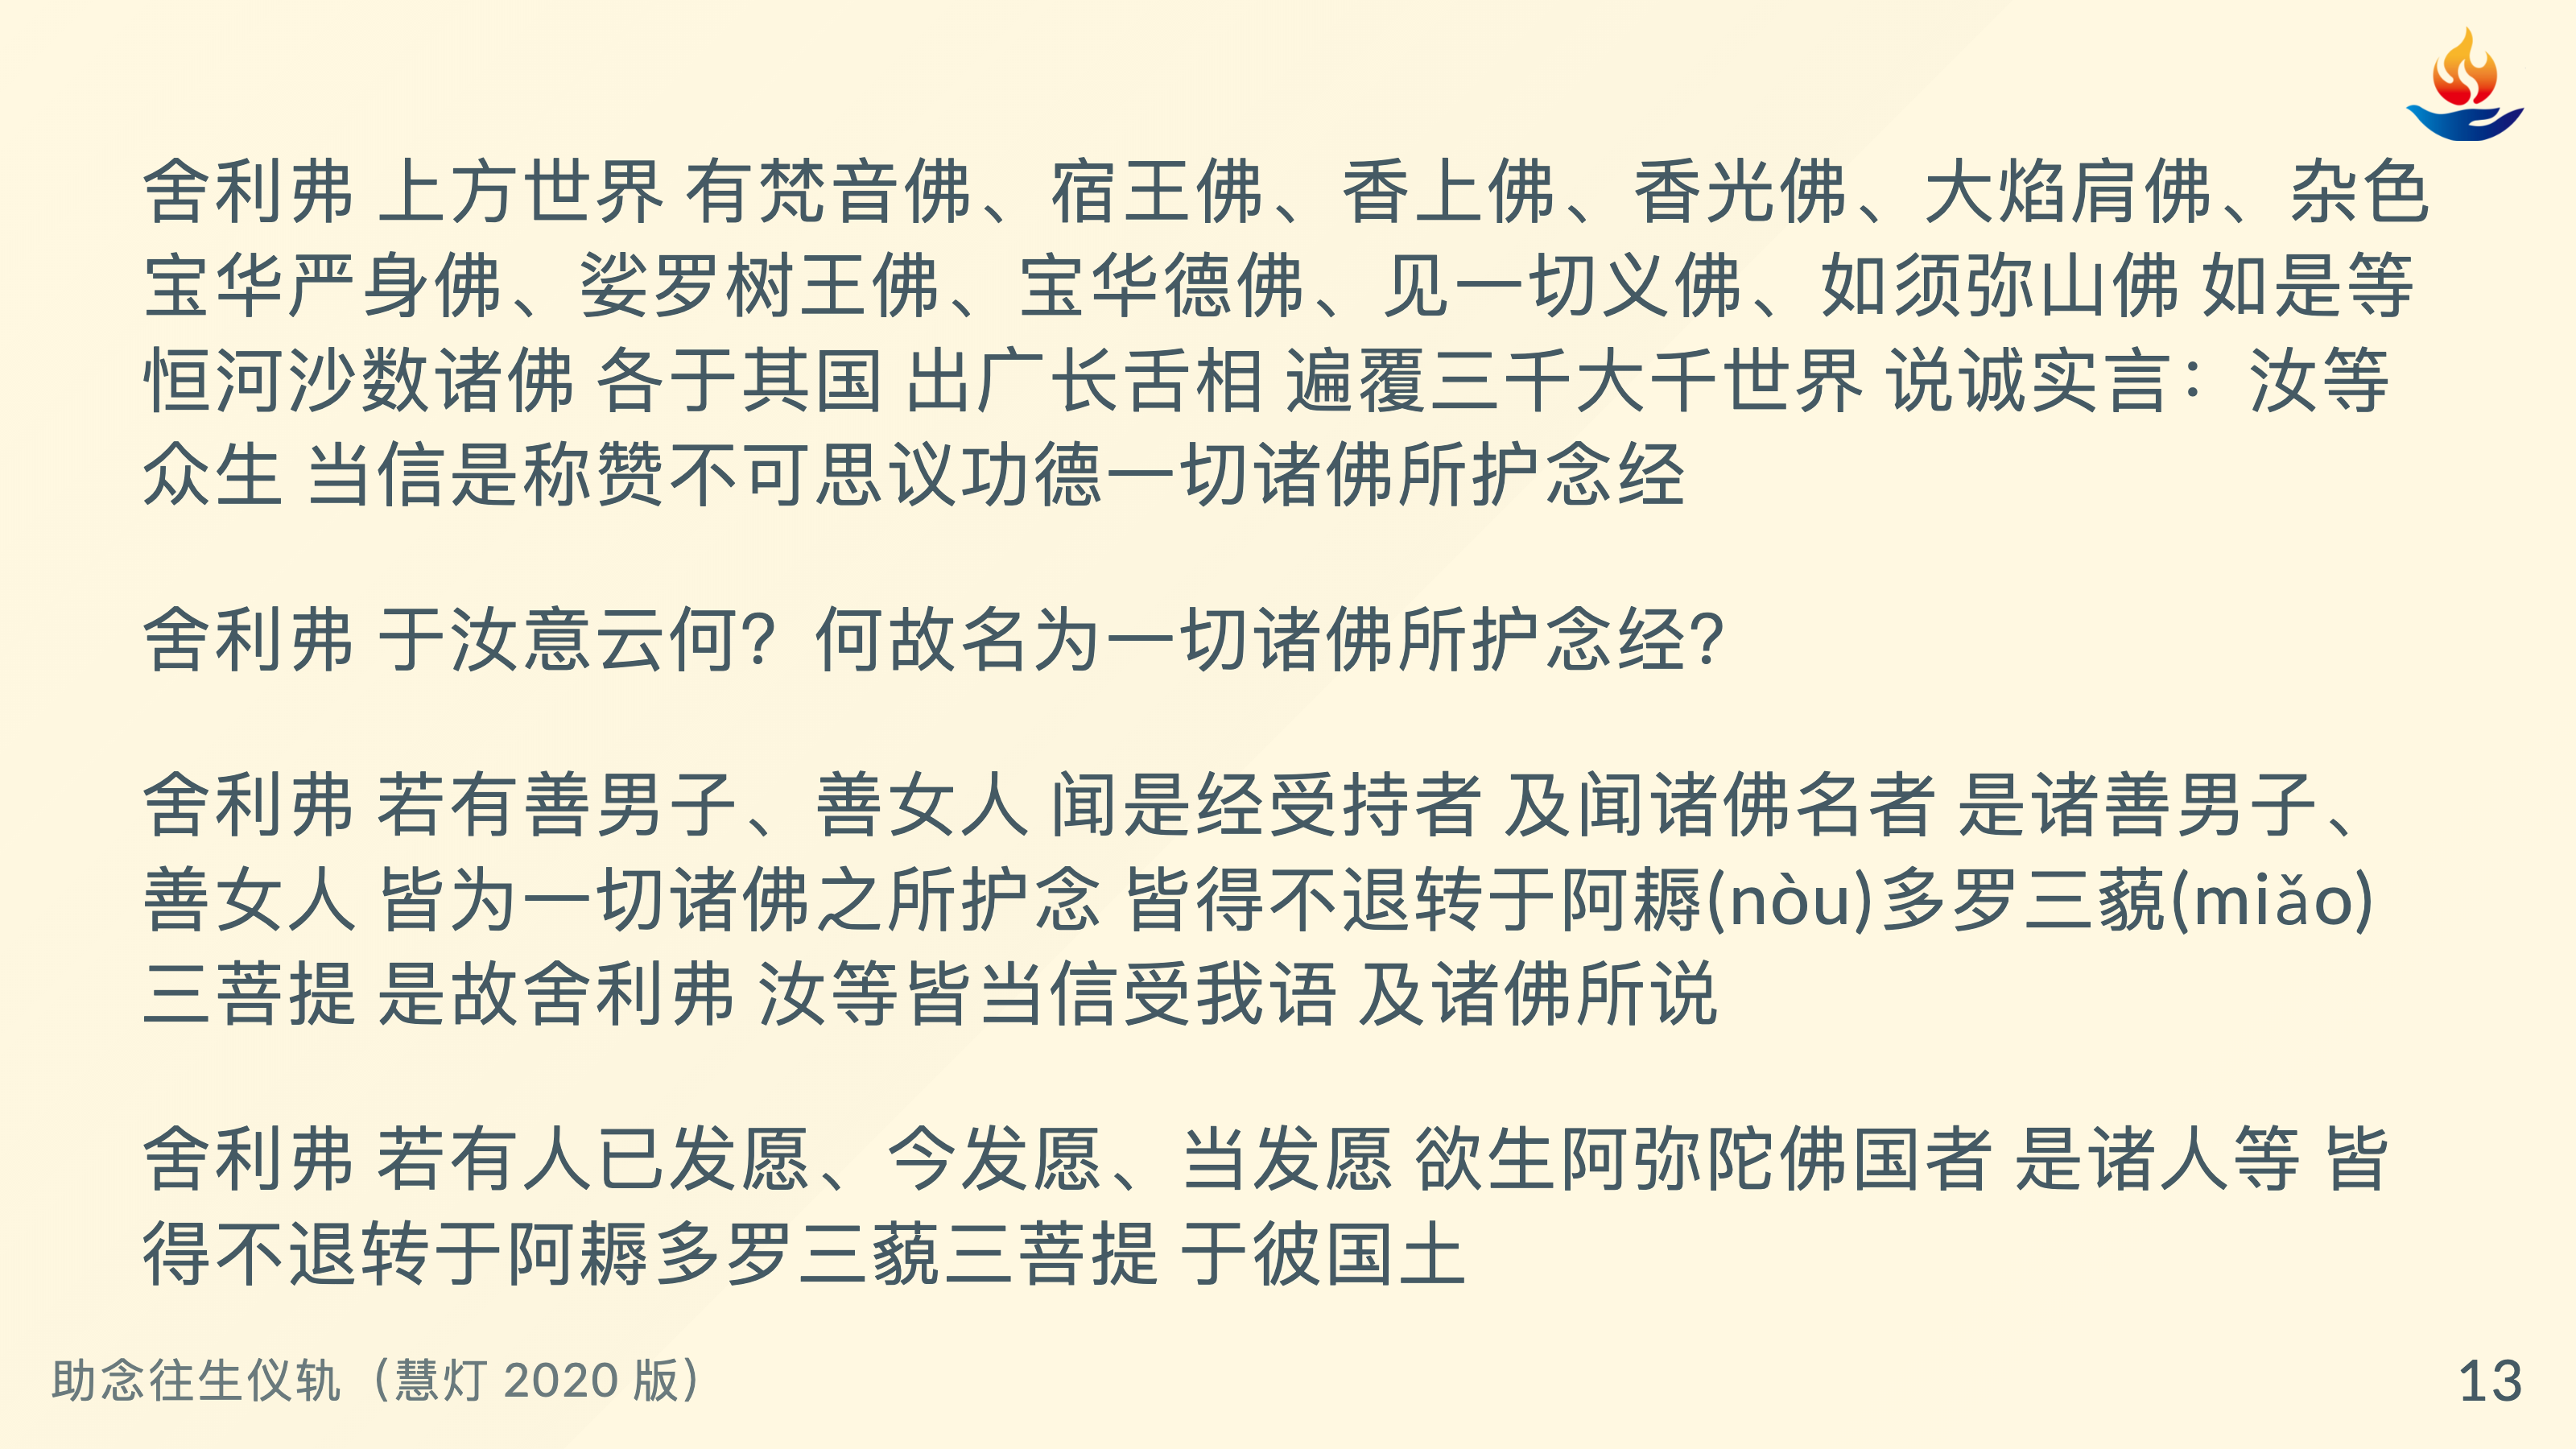 舍利弗 上方世界 有梵音佛、宿王佛、香上佛、香光佛、大焰肩佛、杂色
宝华严身佛、娑罗树王佛、宝华德佛、见一切义佛、如须弥山佛 如是等
恒河沙数诸佛 各于其国 出广长舌相 遍覆三千大千世界 说诚实言：汝等
众生 当信是称赞不可思议功德一切诸佛所护念经
舍利弗 于汝意云何？何故名为一切诸佛所护念经？
舍利弗 若有善男子、善女人 闻是经受持者 及闻诸佛名者 是诸善男子、
善女人 皆为一切诸佛之所护念 皆得不退转于阿耨(nòu)多罗三藐(miǎo)
三菩提 是故舍利弗 汝等皆当信受我语 及诸佛所说
舍利弗 若有人已发愿、今发愿、当发愿 欲生阿弥陀佛国者 是诸人等 皆
得不退转于阿耨多罗三藐三菩提 于彼国土
助念往生仪轨（慧灯 2020 版）
13